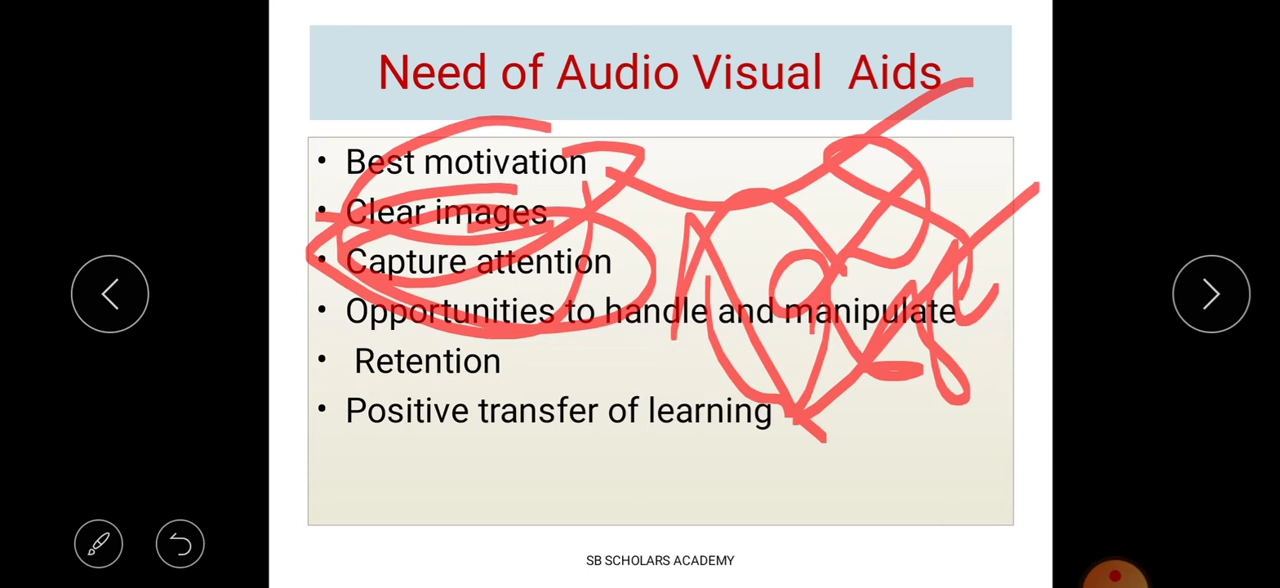 Need of Audio Visual Aids
• Best motivation
• Clear images
• Capture attention
• Opportunities to handle and manipulate
• Retention
• Positive transfer of learning
SB SCHOLARS ACADEMY